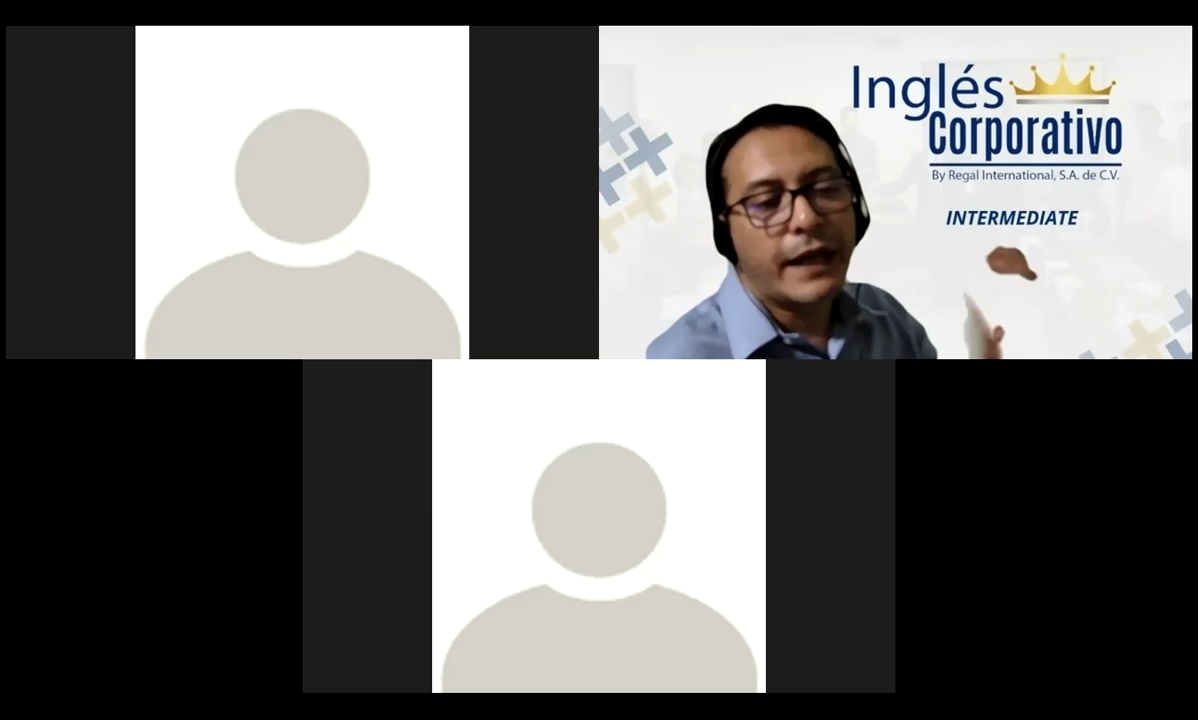 Inglés
Corporativo
By Regal International, S.A. de C.V.
INTERMEDIATE